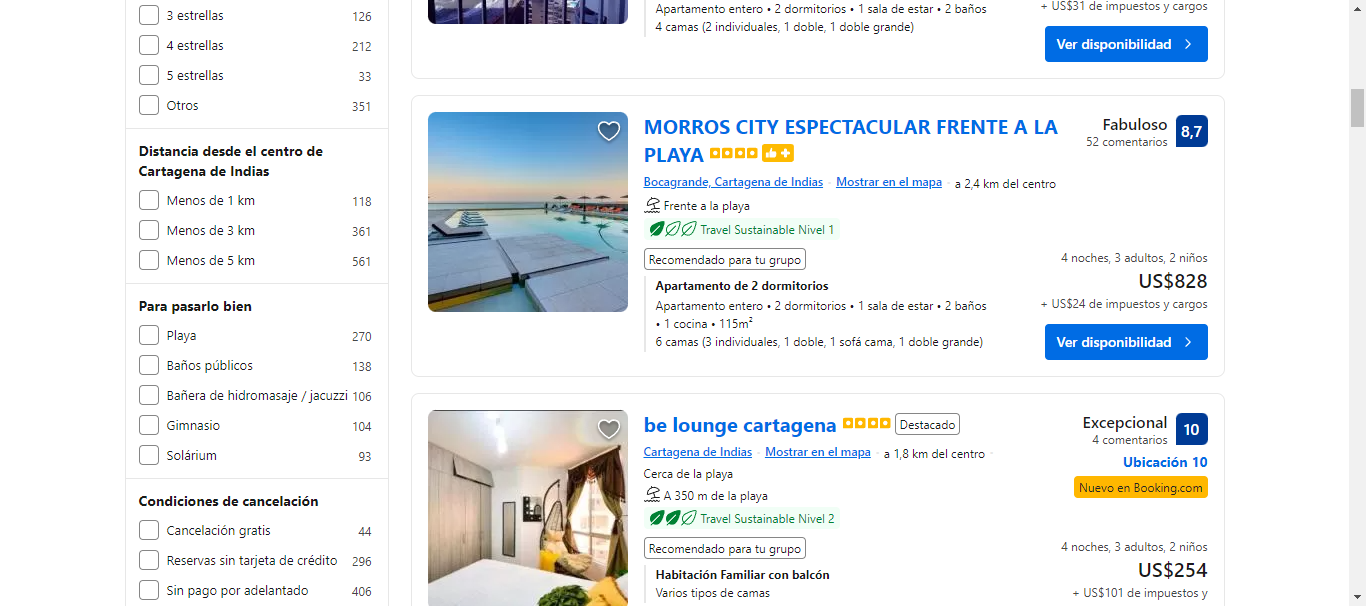 3 estrellas 126
4 estrellas 212
5 estrellas 33
Otros 351
Distancia desde el centro de
Cartagena de Indias
Menos de 1 km 118
Menos de 3 km 361
Menos de 5 km 561
Para pasarlo bien
Playa 270
Baños públicos 138
Bañera de hidromasaje / jacuzzi 106
Gimnasio 104
Solárium 93
Condiciones de cancelación
Cancelación gratis 44
Reservas sin tarjeta de crédito 296
Sin pago por adelantado 406
Apartamento entero • 2 dormitorios • 1 sala de estar • 2 baños
4 camas (2 individuales, 1 doble, 1 doble grande)
+ US$31 de impuestos y cargos
Ver disponibilidad
MORROS CITY ESPECTACULAR FRENTE A LA
PLAYA
Fabuloso 8,7
52 comentarios
Bocagrande, Cartagena de Indias · Mostrar en el mapa · a 2,4 km del centro
Frente a la playa
Travel Sustainable Nivel 1
Recomendado para tu grupo
Apartamento de 2 dormitorios
Apartamento entero • 2 dormitorios • 1 sala de estar • 2 baños
• 1 cocina • 115m²
6 camas (3 individuales, 1 doble, 1 sofá cama, 1 doble grande)
4 noches, 3 adultos, 2 niños
US$828
+ US$24 de impuestos y cargos
Ver disponibilidad
be lounge cartagena Destacado
Excepcional 10
4 comentarios
Ubicación 10
Nuevo en Booking.com
Cartagena de Indias · Mostrar en el mapa · a 1,8 km del centro ·
Cerca de la playa
A 350 m de la playa
Travel Sustainable Nivel 2
Recomendado para tu grupo
Habitación Familiar con balcón
Varios tipos de camas
4 noches, 3 adultos, 2 niños
US$254
+ US$101 de impuestos y